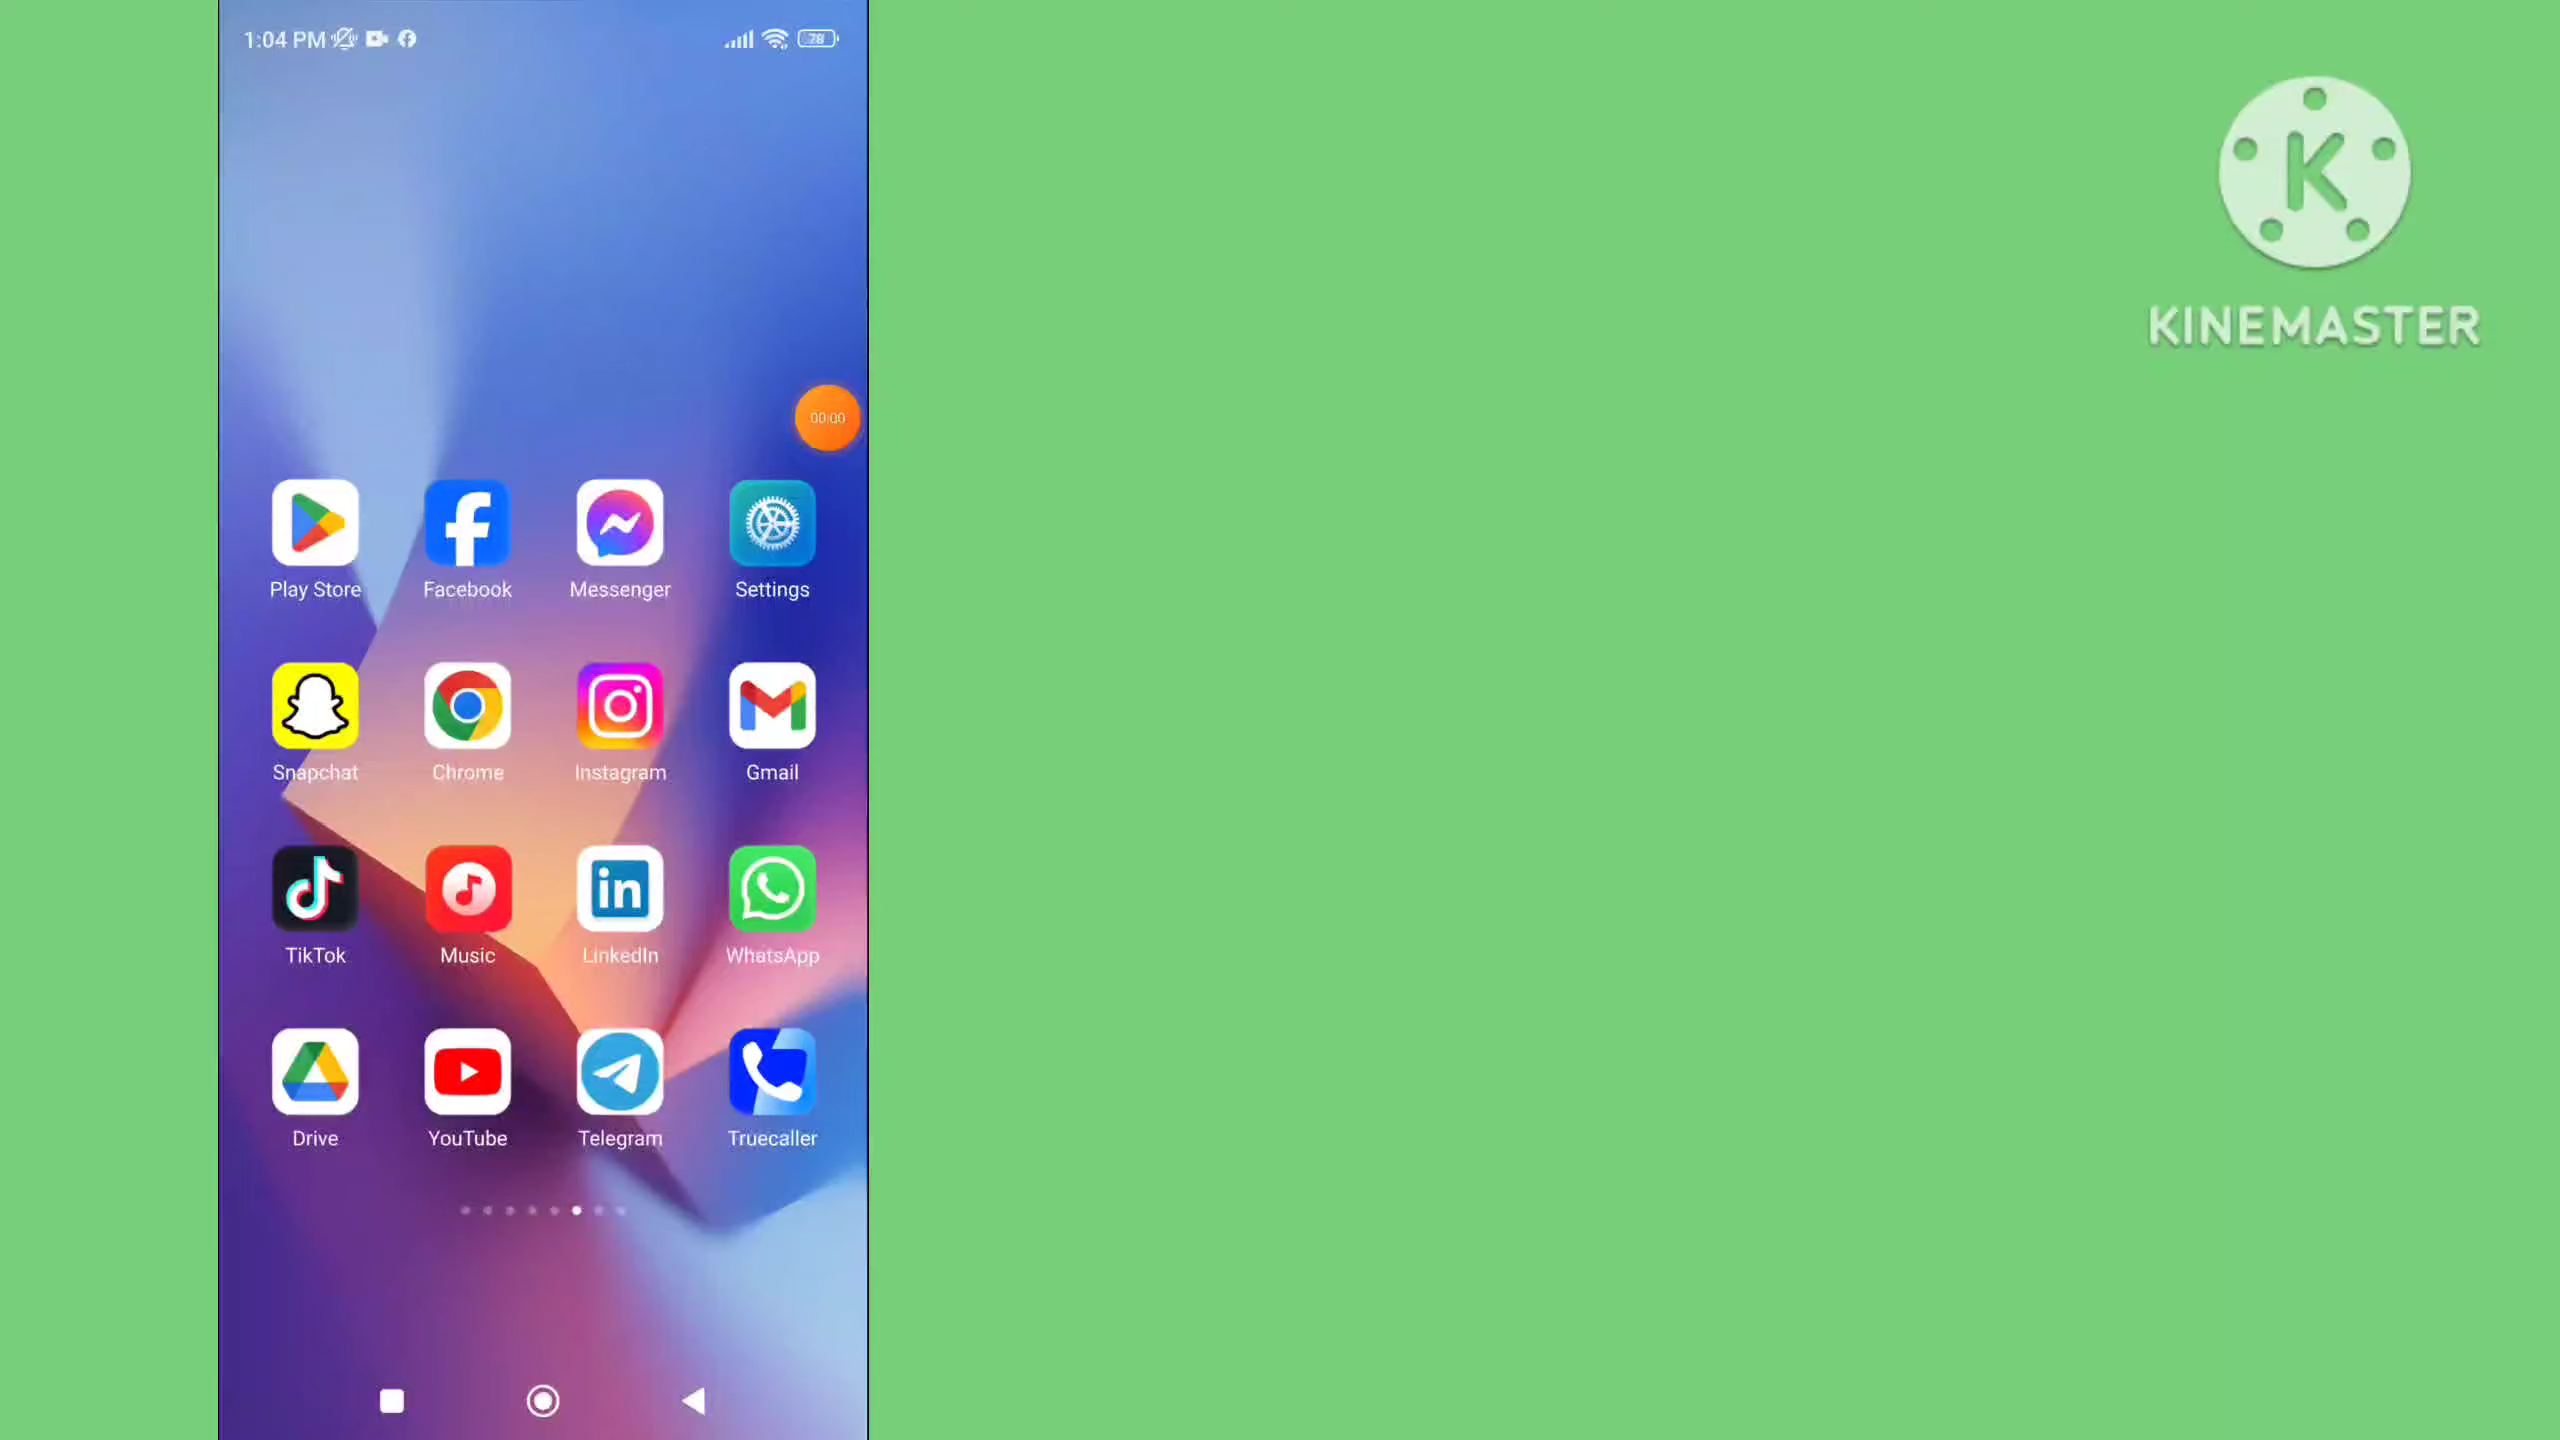 1:04 PM
78
K
KINEMASTER
00:00
Play Store Facebook Messenger Settings
Snapchat Chrome Instagram Gmail
in
TikTok Music LinkedIn WhatsApp
Drive YouTube Telegram Truecaller